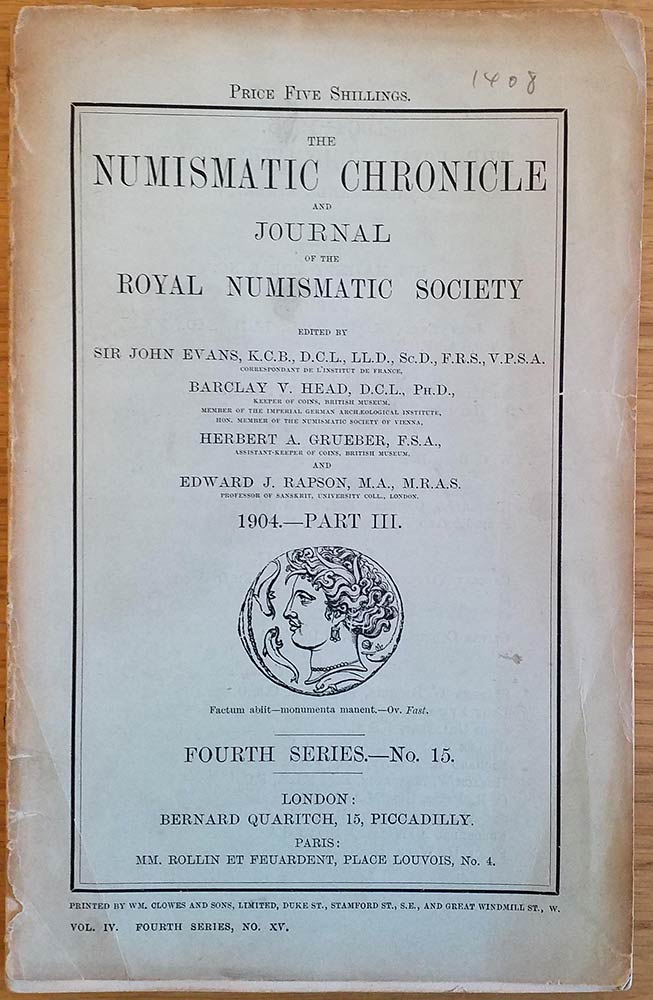 1408
PRICE FIVE SHILLINGS.
THE
NUMISMATIC CHRONICLE
AND
JOURNAL
OF THE
ROYAL NUMISMATIC SOCIETY
EDITED BY
SIR JOHN EVANS, K.C.B., D.C.L., LL.D., Sc.D., F.R.S., V.P.S.A.
CORRESPONDANT DE L'INSTITUT DE FRANCE,
BARCLAY V. HEAD, D.C.L., Ph.D.,
KEEPER OF COINS, BRITISH MUSEUM,
MEMBER OF THE IMPERIAL GERMAN ARCHÆOLOGICAL INSTITUTE,
HON. MEMBER OF THE NUMISMATIC SOCIETY OF VIENNA,
HERBERT A. GRUEBER, F.S.A.,
ASSISTANT-KEEPER OF COINS, BRITISH MUSEUM,
AND
EDWARD J. RAPSON, M.A., M.R.A.S.
PROFESSOR OF SANSKRIT, UNIVERSITY COLL., LONDON.
1904.—PART III.
Factum abiit—monumenta manent.—Ov. Fast.
FOURTH SERIES.—No. 15.
LONDON:
BERNARD QUARITCH, 15, PICCADILLY.
PARIS:
MM. ROLLIN ET FEUARDENT, PLACE LOUVOIS, No. 4.
PRINTED BY WM. CLOWES AND SONS, LIMITED, DUKE ST., STAMFORD ST., S.E., AND GREAT WINDMILL ST., W.
VOL. IV. FOURTH SERIES, NO. XV.